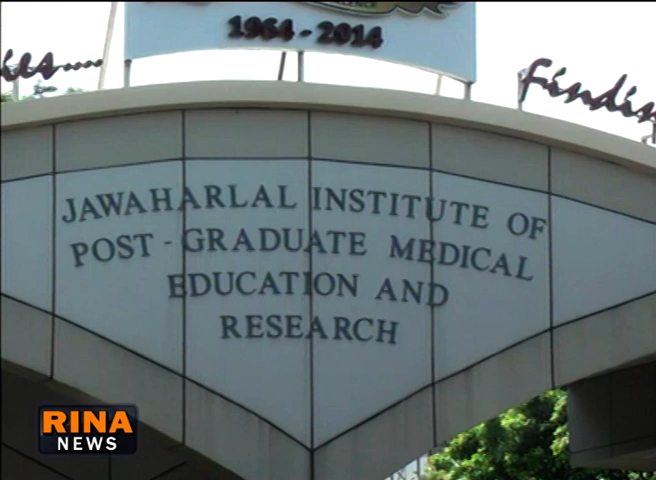 1964 - 2014
JAWAHARLAL INSTITUTE OF
POST - GRADUATE MEDICAL
EDUCATION AND
RESEARCH
RINA
NEWS